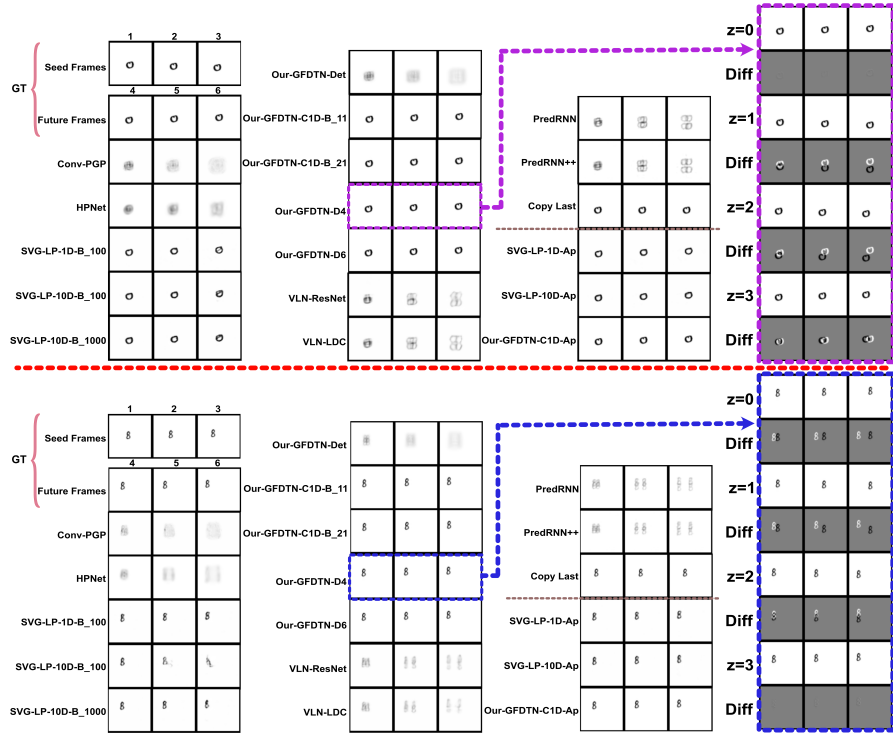 1 2 3
Seed Frames
GT
4 5 6
Future Frames
Conv-PGP
HPNet
SVG-LP-1D-B_100
SVG-LP-10D-B_100
SVG-LP-10D-B_1000
Our-GFDTN-Det
Our-GFDTN-C1D-B_11
Our-GFDTN-C1D-B_21
Our-GFDTN-D4
Our-GFDTN-D6
VLN-ResNet
VLN-LDC
PredRNN
PredRNN++
Copy Last
SVG-LP-1D-Ap
SVG-LP-10D-Ap
Our-GFDTN-C1D-Ap
z=0
Diff
z=1
Diff
z=2
Diff
z=3
Diff
1 2 3
Seed Frames
GT
4 5 6
Future Frames
Conv-PGP
HPNet
SVG-LP-1D-B_100
SVG-LP-10D-B_100
SVG-LP-10D-B_1000
Our-GFDTN-Det
Our-GFDTN-C1D-B_11
Our-GFDTN-C1D-B_21
Our-GFDTN-D4
Our-GFDTN-D6
VLN-ResNet
VLN-LDC
PredRNN
PredRNN++
Copy Last
SVG-LP-1D-Ap
SVG-LP-10D-Ap
Our-GFDTN-C1D-Ap
z=0
Diff
z=1
Diff
z=2
Diff
z=3
Diff